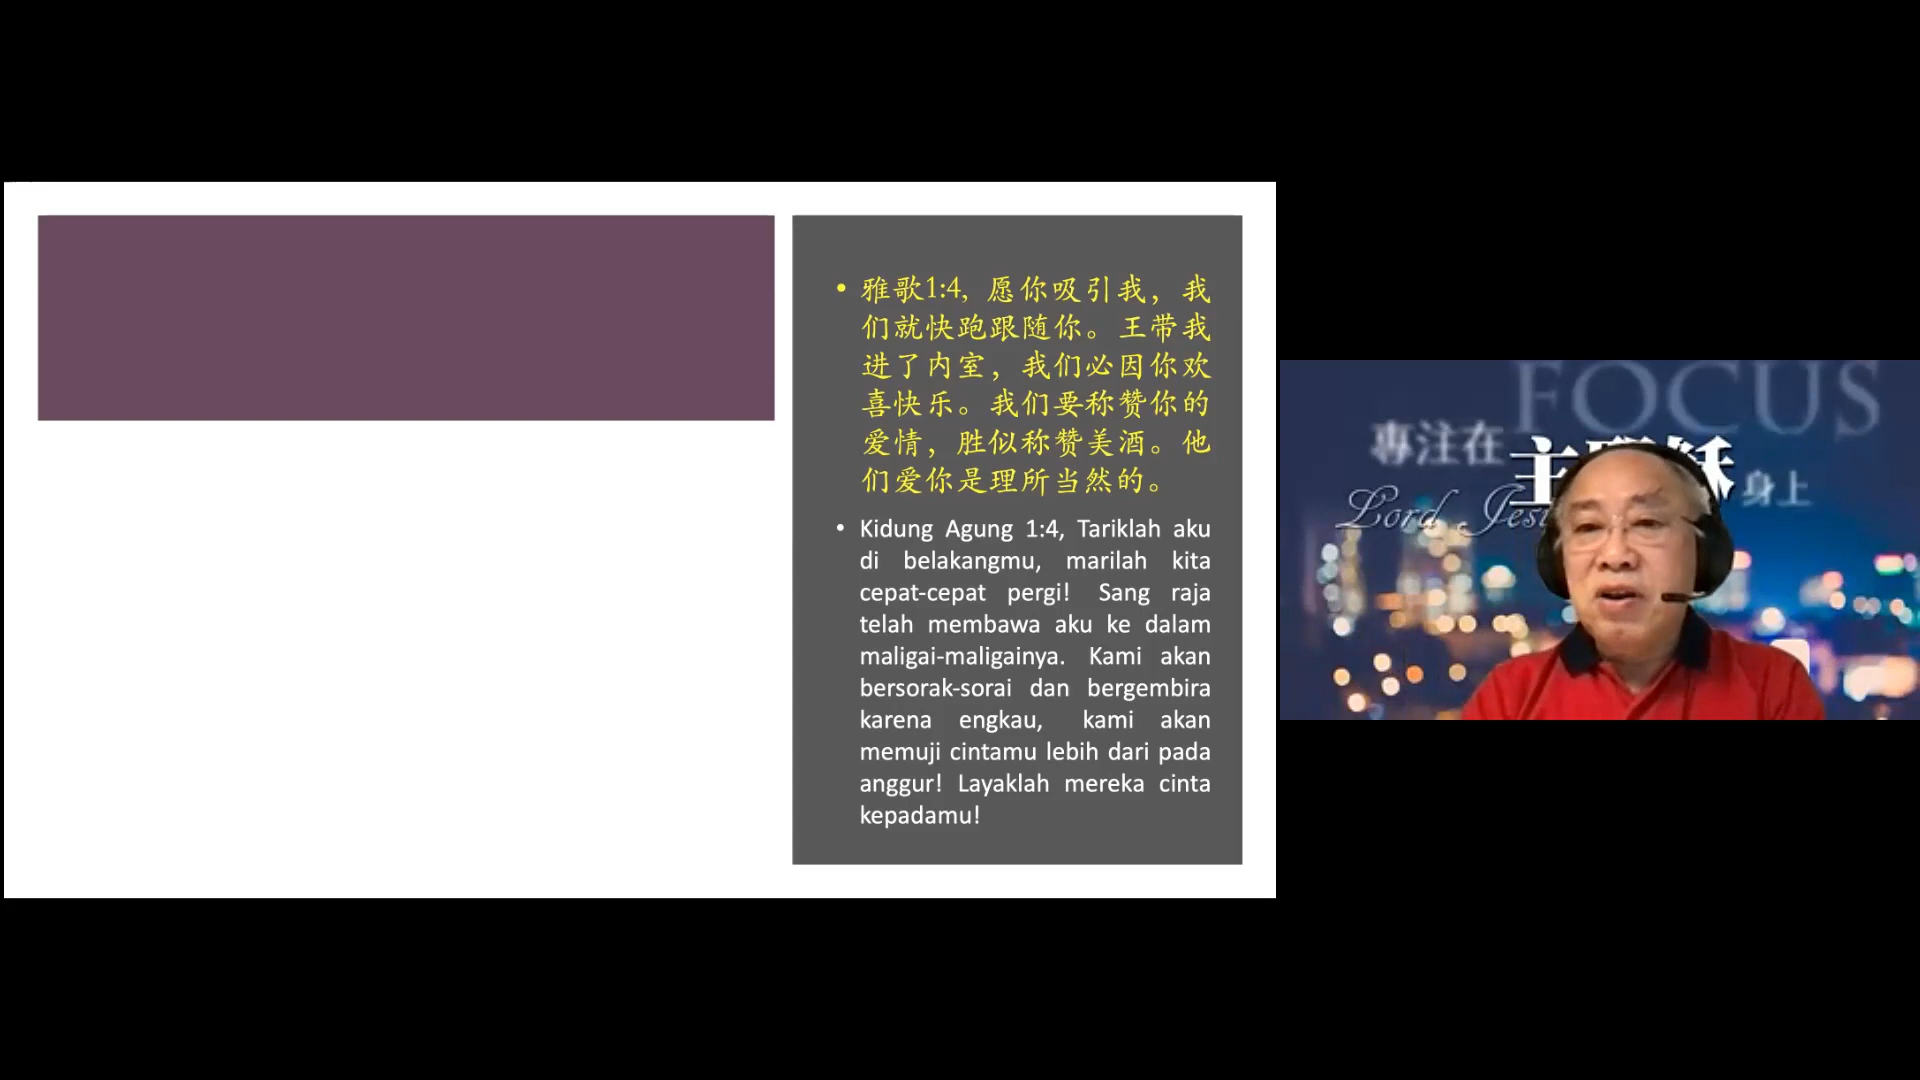 • 雅歌1:4, 愿你吸引我，我
们就快跑跟随你。王带我
进了内室，我们必因你欢
喜快乐。我们要称赞你的
爱情，胜似称赞美酒。他
们爱你是理所当然的。
• Kidung Agung 1:4, Tariklah aku
di belakangmu, marilah kita
cepat-cepat pergi! Sang raja
telah membawa aku ke dalam
maligai-maligainya. Kami akan
bersorak-sorai dan bergembira
karena engkau, kami akan
memuji cintamu lebih dari pada
anggur! Layaklah mereka cinta
kepadamu!
FOCUS
專注在主 穌身上
Lord